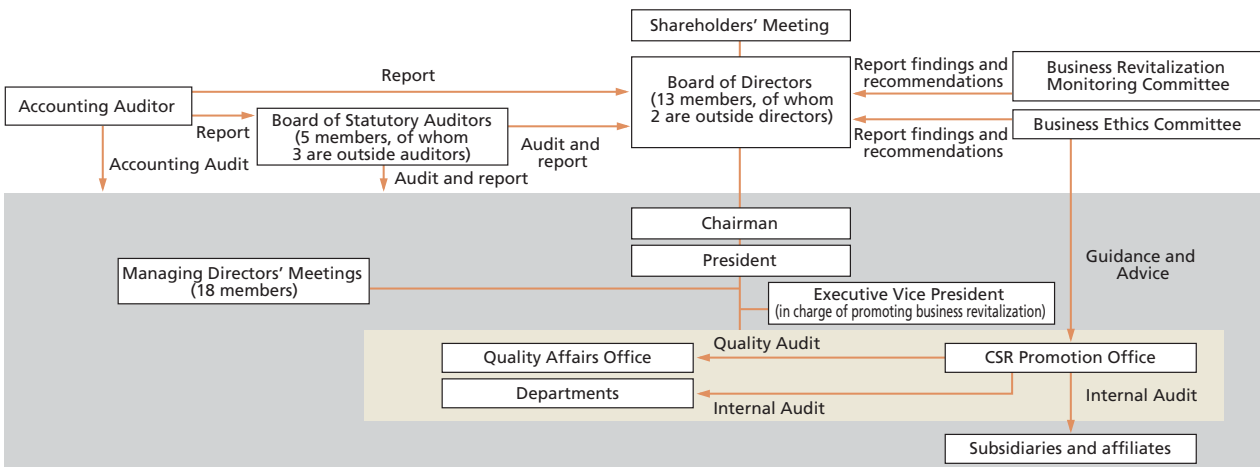 Shareholders’ Meeting
Report
Board of Directors
(13 members, of whom
2 are outside directors)
Report findings and
recommendations
Business Revitalization
Monitoring Committee
Accounting Auditor
Report
Board of Statutory Auditors
(5 members, of whom
3 are outside auditors)
Audit and
report
Report findings and
recommendations
Business Ethics Committee
Accounting Audit
Audit and report
Chairman
President
Guidance and
Advice
Managing Directors’ Meetings
(18 members)
Executive Vice President
(in charge of promoting business revitalization)
Quality Affairs Office
Quality Audit
CSR Promotion Office
Departments
Internal Audit
Internal Audit
Subsidiaries and affiliates